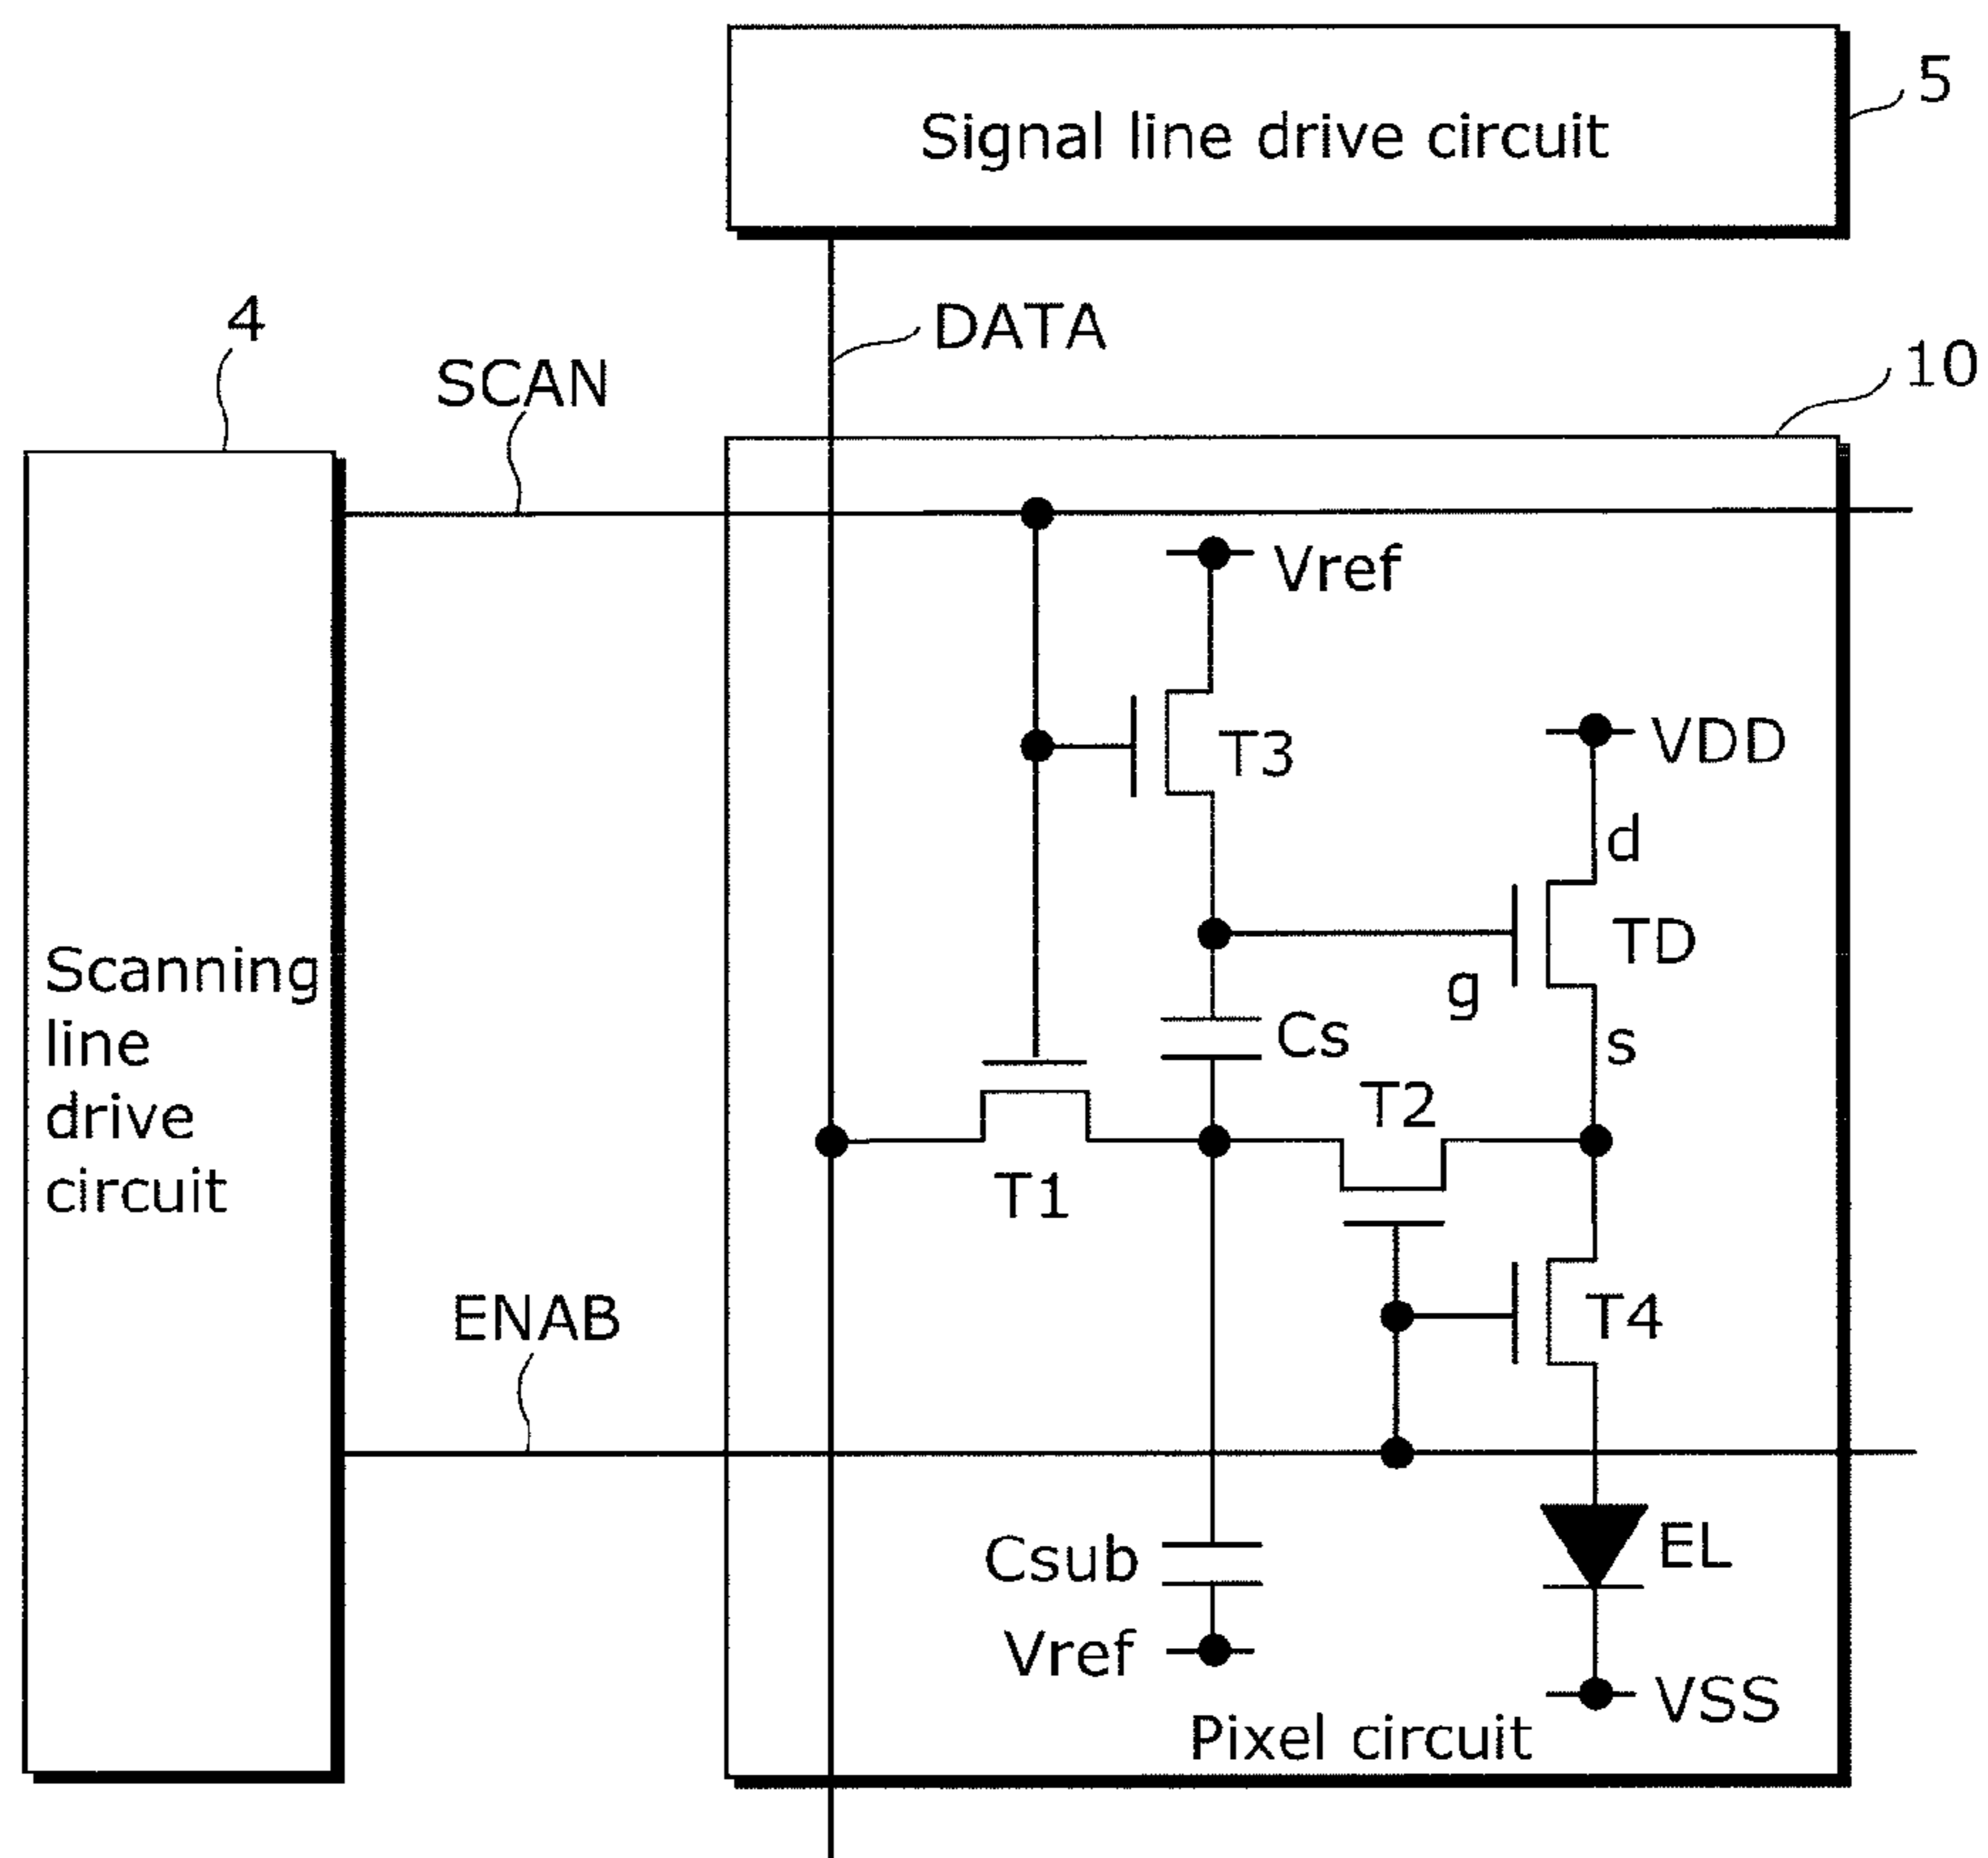 5
Signal line drive circuit
4
DATA
SCAN
10
Vref
T3
VDD
d
TD
g
Scanning
line
drive
circuit
Cs
s
T2
T1
T4
ENAB
Csub
EL
Vref
VSS
Pixel circuit